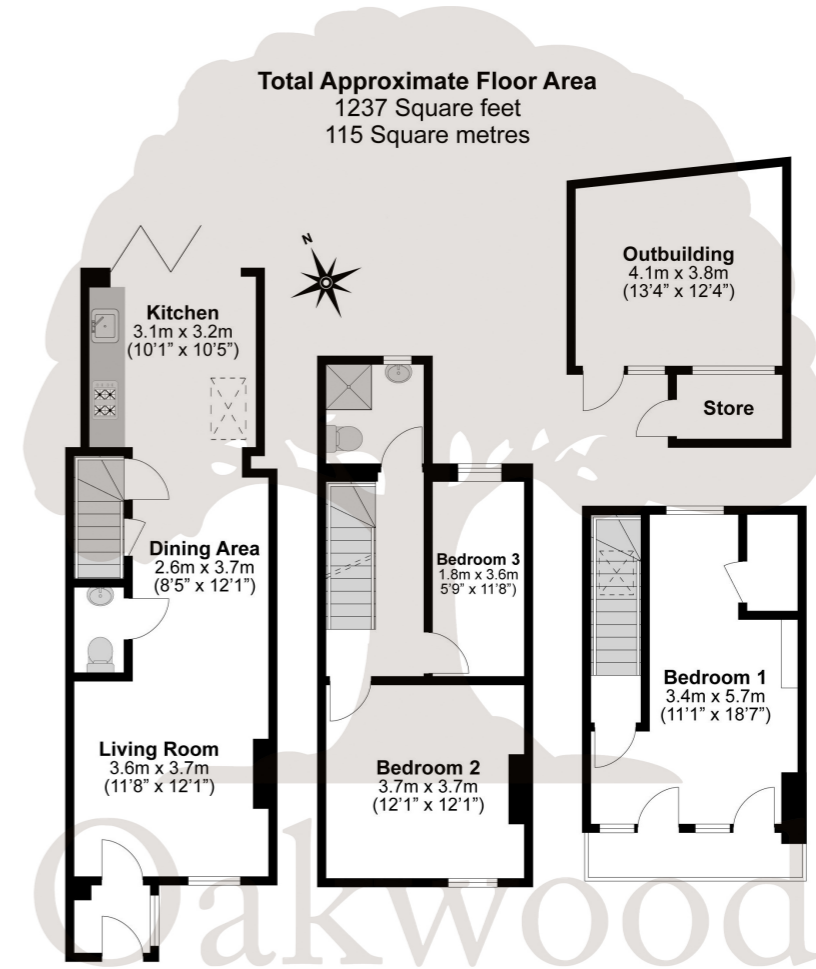 Total Approximate Floor Area
1237 Square feet
115 Square metres
N
Outbuilding
4.1m x 3.8m
(13'4" x 12'4")
Store
Kitchen
3.1m x 3.2m
(10'1" x 10'5")
Dining Area
2.6m x 3.7m
(8'5" x 12'1")
Living Room
3.6m x 3.7m
(11'8" x 12'1")
Bedroom 3
1.8m x 3.6m
5'9" x 11'8")
Bedroom 2
3.7m x 3.7m
(12'1" x 12'1")
Bedroom 1
3.4m x 5.7m
(11'1" x 18'7")
Oakwood